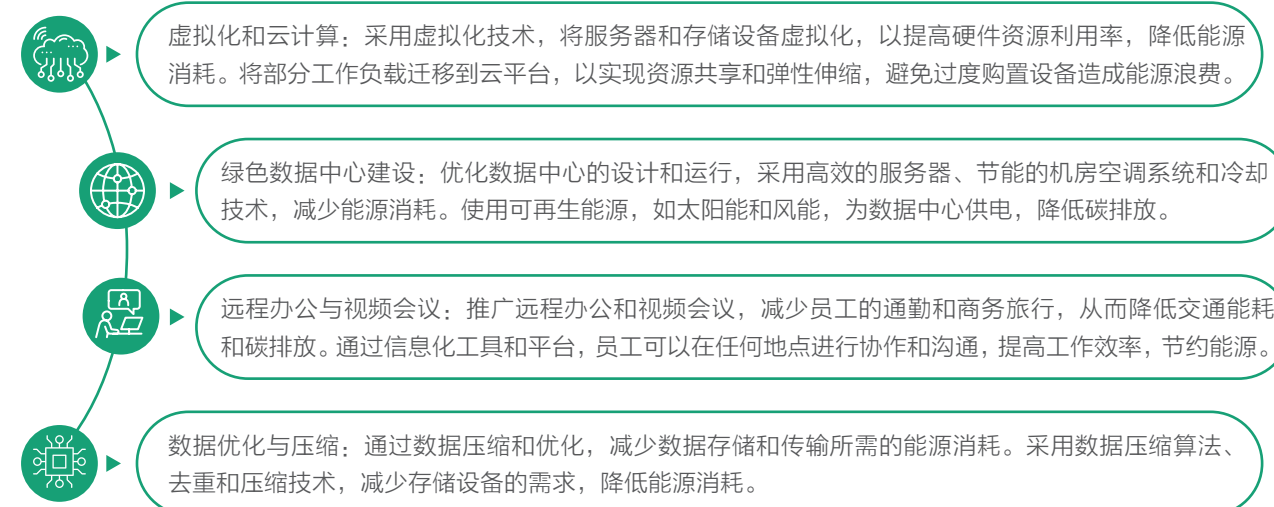 虚拟化和云计算：采用虚拟化技术，将服务器和存储设备虚拟化，以提高硬件资源利用率，降低能源
消耗。将部分工作负载迁移到云平台，以实现资源共享和弹性伸缩，避免过度购置设备造成能源浪费。
绿色数据中心建设：优化数据中心的设计和运行，采用高效的服务器、节能的机房空调系统和冷却
技术，减少能源消耗。使用可再生能源，如太阳能和风能，为数据中心供电，降低碳排放。
远程办公与视频会议：推广远程办公和视频会议，减少员工的通勤和商务旅行，从而降低交通能耗
和碳排放。通过信息化工具和平台，员工可以在任何地点进行协作和沟通，提高工作效率，节约能源。
数据优化与压缩：通过数据压缩和优化，减少数据存储和传输所需的能源消耗。采用数据压缩算法、
去重和压缩技术，减少存储设备的需求，降低能源消耗。